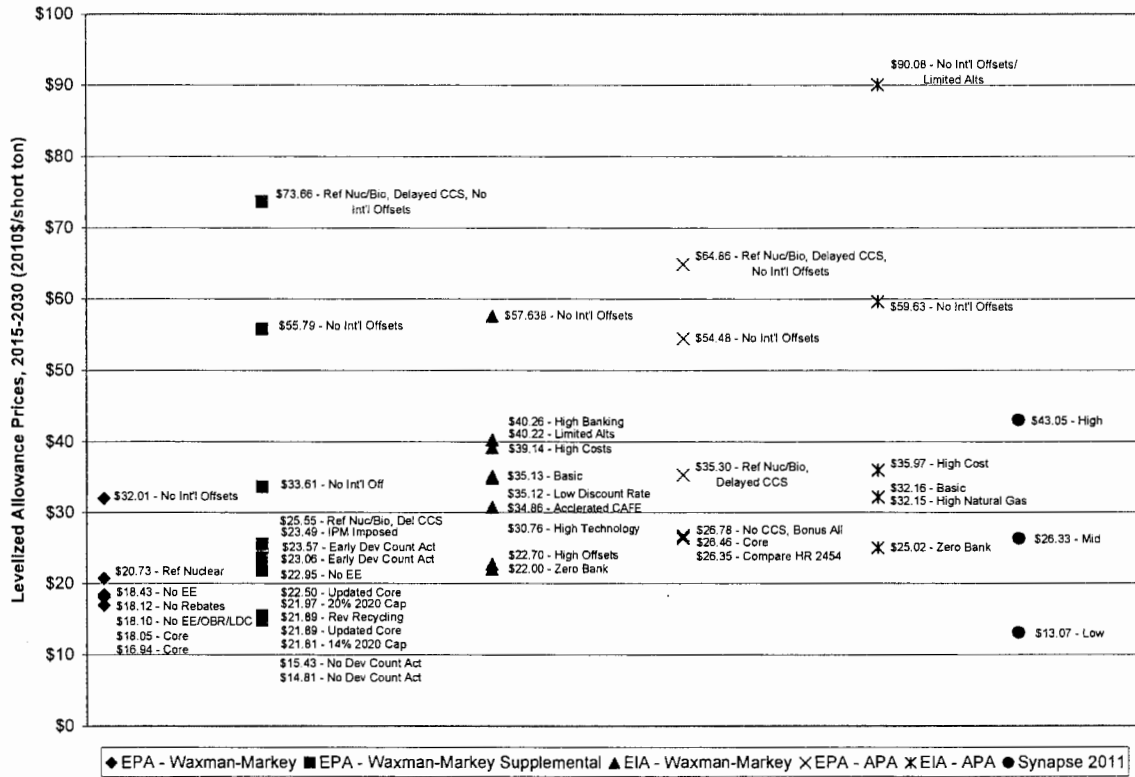 Levelized Allowance Prices, 2015-2030 (2010$/short ton)
$100
$90
$80
$70
$60
$50
$40
$30
$20
$10
$0
$32.01 - No Int'l Offsets
$20.73 - Ref Nuclear
$18.43 - No EE
$18.12 - No Rebates
$18.10 - No EE/OBR/LDC
$18.05 - Core
$16.94 - Core
$73.66 - Ref Nuc/Bio, Delayed CCS, No
Int'l Offsets
$55.79 - No Int'l Offsets
$33.61 - No Int'l Off
$25.55 - Ref Nuc/Bio, Del CCS
$23.49 - IPM Imposed
$23.57 - Early Dev Count Act
$23.06 - Early Dev Count Act
$22.95 - No EE
$22.50 - Updated Core
$21.97 - 20% 2020 Cap
$21.89 - Rev Recycling
$21.89 - Updated Core
$21.81 - 14% 2020 Cap
$15.43 - No Dev Count Act
$14.81 - No Dev Count Act
$57.638 - No Int'l Offsets
$40.26 - High Banking
$40.22 - Limited Alts
$39.14 - High Costs
$35.13 - Basic
$35.12 - Low Discount Rate
$34.86 - Acclerated CAFE
$30.76 - High Technology
$22.70 - High Offsets
$22.00 - Zero Bank
$64.86 - Ref Nuc/Bio, Delayed CCS,
No Int'l Offsets
$54.48 - No Int'l Offsets
$35.30 - Ref Nuc/Bio,
Delayed CCS
$26.78 - No CCS, Bonus All
$26.46 - Core
$26.35 - Compare HR 2454
$90.08 - No Int'l Offsets/
Limited Alts
$59.63 - No Int'l Offsets
$35.97 - High Cost
$32.16 - Basic
$32.15 - High Natural Gas
$25.02 - Zero Bank
$43.05 - High
$26.33 - Mid
$13.07 - Low
EPA - Waxman-Markey EPA - Waxman-Markey Supplemental EIA - Waxman-Markey EPA - APA EIA - APA Synapse 2011